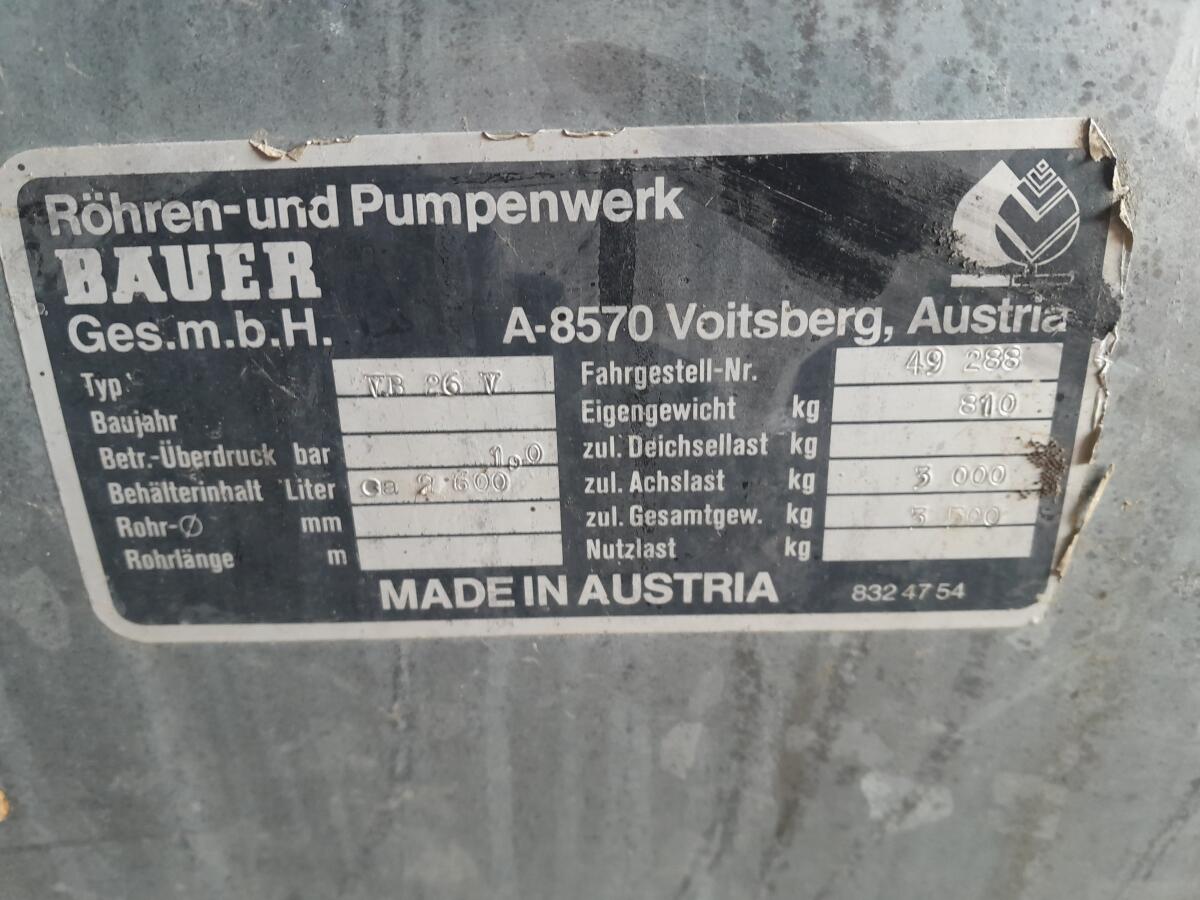 Röhren-und Pumpenwerk
BAUER
Ges.m.b.H. A-8570 Voitsberg, Austria
Typ VB 26 V Fahrgestell-Nr. 49 288
Baujahr Eigengewicht kg 810
Betr.-Überdruck bar 1,0 zul. Deichsellast kg
Behälterinhalt Liter ca 2 600 zul. Achslast kg 3 000
Rohr-Ø mm zul. Gesamtgew. kg 3 500
Rohrlänge m Nutzlast kg
MADE IN AUSTRIA 832 47 54